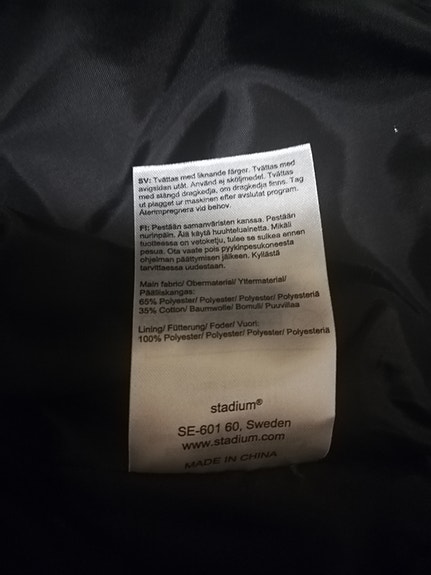 SV: Tvättas med liknande färger. Tvättas med
avigsidan utåt. Använd ej sköljmedel. Tvättas
med stängd dragkedja, om dragkedja finns. Tag
ut plagget ur maskinen efter avslutat program.
Återimpregnera vid behov.
FI: Pestään samanväristen kanssa. Pestään
nurinpäin. Älä käytä huuhteluainetta. Mikäli
tuotteessa on vetoketju, tulee se sulkea ennen
pesua. Ota vaate pois pyykinpesukoneesta
ohjelman päättymisen jälkeen. Kyllästä
tarvittaessa uudestaan.
Main fabric/ Obermaterial/ Yttermaterial/
Päällikangas:
65% Polyester/ Polyester/ Polyester/ Polyesteriä
35% Cotton/ Baumwolle/ Bomull/ Puuvillaa
Lining/ Fütterung/ Foder/ Vuori:
100% Polyester/ Polyester/ Polyester/ Polyesteriä
stadium®
SE-601 60, Sweden
www.stadium.com
MADE IN CHINA